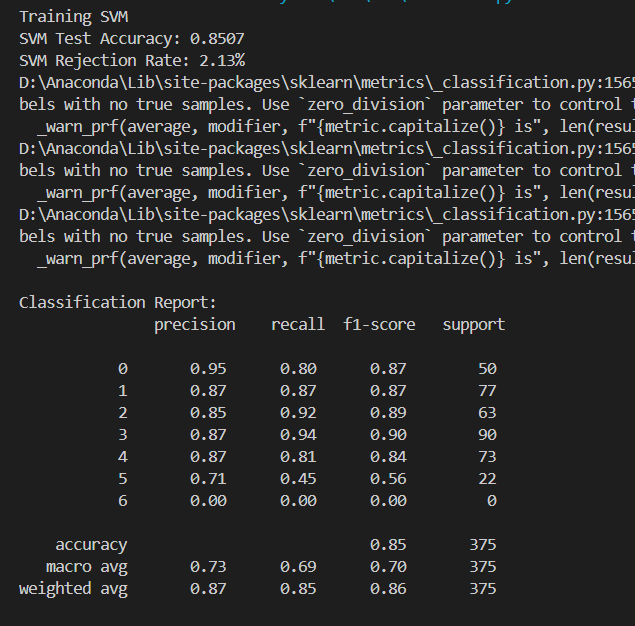 Training SVM
SVM Test Accuracy: 0.8507
SVM Rejection Rate: 2.13%
D:\Anaconda\Lib\site-packages\sklearn\metrics\_classification.py:1565
bels with no true samples. Use `zero_division` parameter to control
_warn_prf(average, modifier, f"{metric.capitalize()} is", len(resul
D:\Anaconda\Lib\site-packages\sklearn\metrics\_classification.py:1565
bels with no true samples. Use `zero_division` parameter to control
_warn_prf(average, modifier, f"{metric.capitalize()} is", len(resul
D:\Anaconda\Lib\site-packages\sklearn\metrics\_classification.py:1565
bels with no true samples. Use `zero_division` parameter to control
_warn_prf(average, modifier, f"{metric.capitalize()} is", len(resul
Classification Report:
precision recall f1-score support
0 0.95 0.80 0.87 50
1 0.87 0.87 0.87 77
2 0.85 0.92 0.89 63
3 0.87 0.94 0.90 90
4 0.87 0.81 0.84 73
5 0.71 0.45 0.56 22
6 0.00 0.00 0.00 0
accuracy 0.85 375
macro avg 0.73 0.69 0.70 375
weighted avg 0.87 0.85 0.86 375